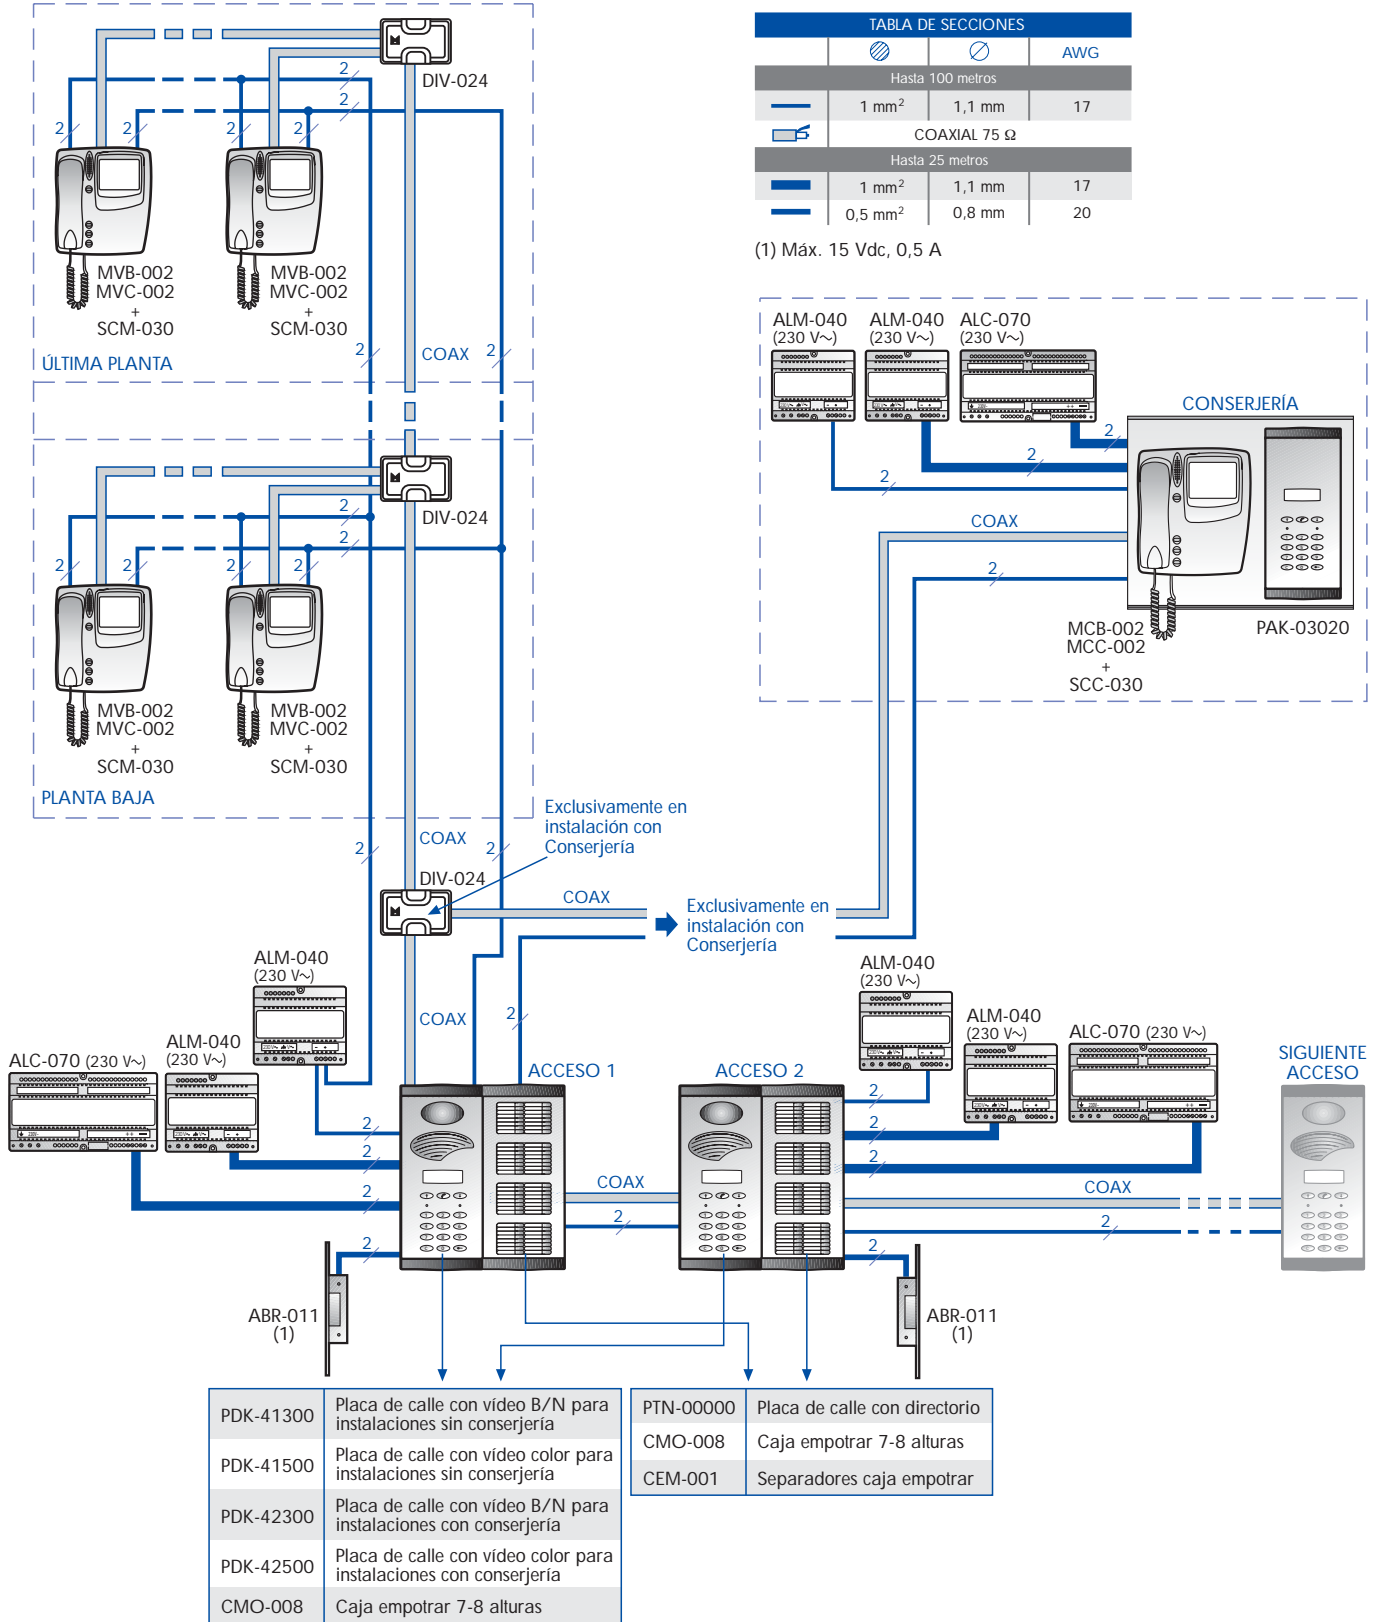 TABLA DE SECCIONES
AWG
Hasta 100 metros
1 mm² 1,1 mm 17
COAXIAL 75 Ω
Hasta 25 metros
1 mm² 1,1 mm 17
0,5 mm² 0,8 mm 20
(1) Máx. 15 Vdc, 0,5 A
DIV-024
2
2
2 2 2 2
MVB-002
MVC-002
+
SCM-030
MVB-002
MVC-002
+
SCM-030
ÚLTIMA PLANTA
2 COAX 2
DIV-024
2
2
2 2 2 2
MVB-002
MVC-002
+
SCM-030
MVB-002
MVC-002
+
SCM-030
PLANTA BAJA
ALM-040
(230 V~)
ALM-040
(230 V~)
ALC-070
(230 V~)
CONSERJERÍA
2
2
2
COAX
2
MCB-002
MCC-002
+
SCC-030
PAK-03020
Exclusivamente en
instalación con
Conserjería
2 COAX 2
DIV-024
COAX
Exclusivamente en
instalación con
Conserjería
ALM-040
(230 V~)
ALM-040
(230 V~)
ALC-070 (230 V~)
COAX
2
ACCESO 1
ACCESO 2
ALM-040
(230 V~)
ALM-040
(230 V~)
ALC-070 (230 V~)
SIGUIENTE
ACCESO
2
2
2
2
COAX
2
2
2
2
COAX
2
2
ABR-011
(1)
ABR-011
(1)
PDK-41300 Placa de calle con vídeo B/N para
instalaciones sin conserjería
PDK-41500 Placa de calle con vídeo color para
instalaciones sin conserjería
PDK-42300 Placa de calle con vídeo B/N para
instalaciones con conserjería
PDK-42500 Placa de calle con vídeo color para
instalaciones con conserjería
CMO-008 Caja empotrar 7-8 alturas
PTN-00000 Placa de calle con directorio
CMO-008 Caja empotrar 7-8 alturas
CEM-001 Separadores caja empotrar